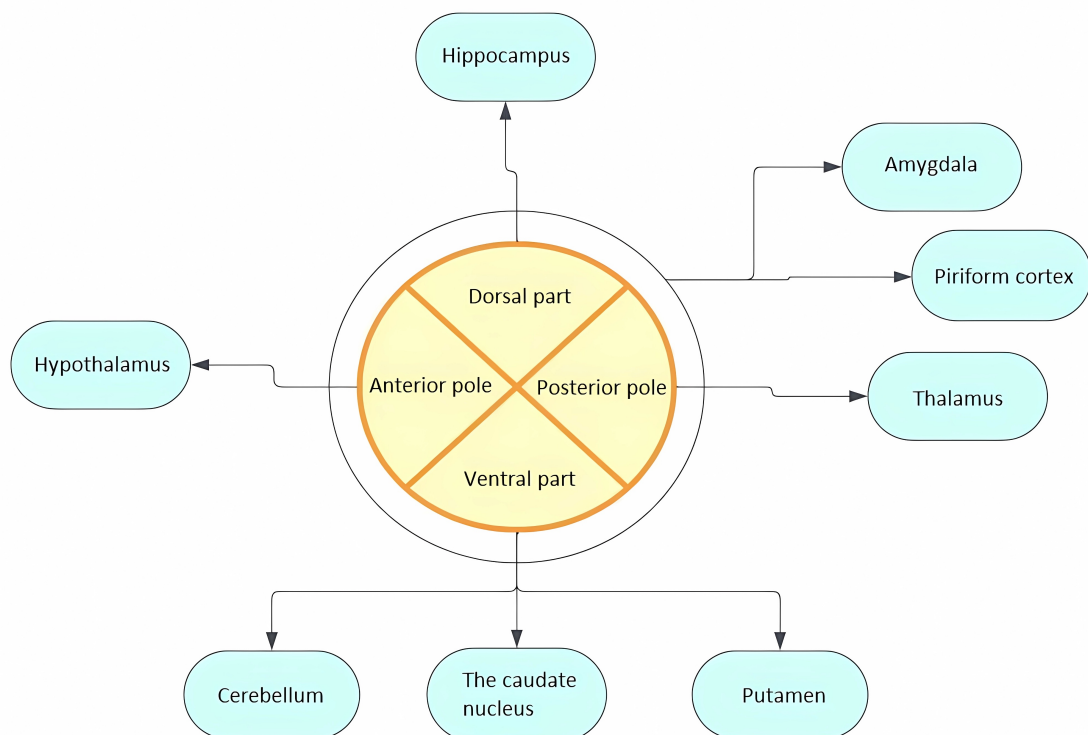 Hippocampus
Amygdala
Piriform cortex
Dorsal part
Hypothalamus
Anterior pole
Posterior pole
Thalamus
Ventral part
Cerebellum
The caudate
nucleus
Putamen